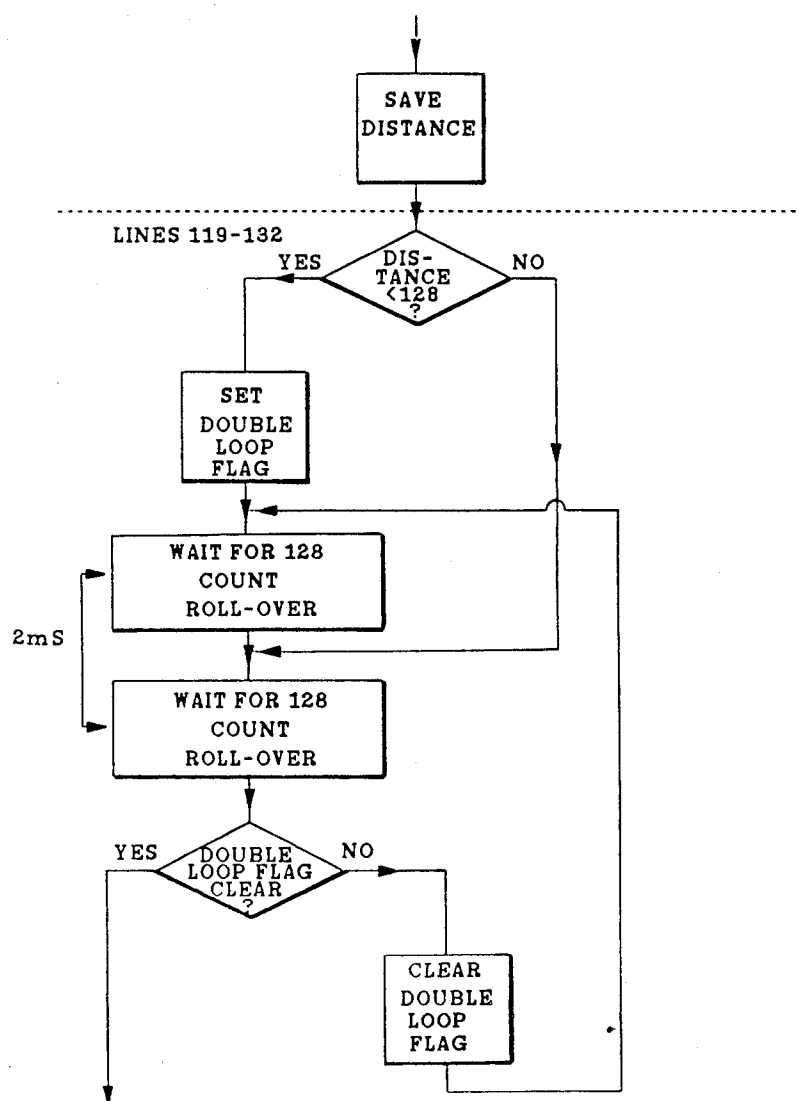 SAVE
DISTANCE
LINES 119-132
YES
DIS-
TANCE
<128
?
NO
SET
DOUBLE
LOOP
FLAG
WAIT FOR 128
COUNT
ROLL-OVER
2mS
WAIT FOR 128
COUNT
ROLL-OVER
YES
DOUBLE
LOOP FLAG
CLEAR
?
NO
CLEAR
DOUBLE
LOOP
FLAG